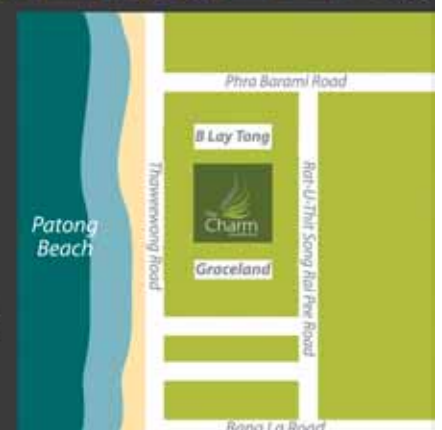 Phra Barami Road
B Lay Tong
The
Charm
Patong
Beach
Thaweewong Road
Rat-U-Thit Song Roi Pee Road
Graceland
Bang La Road